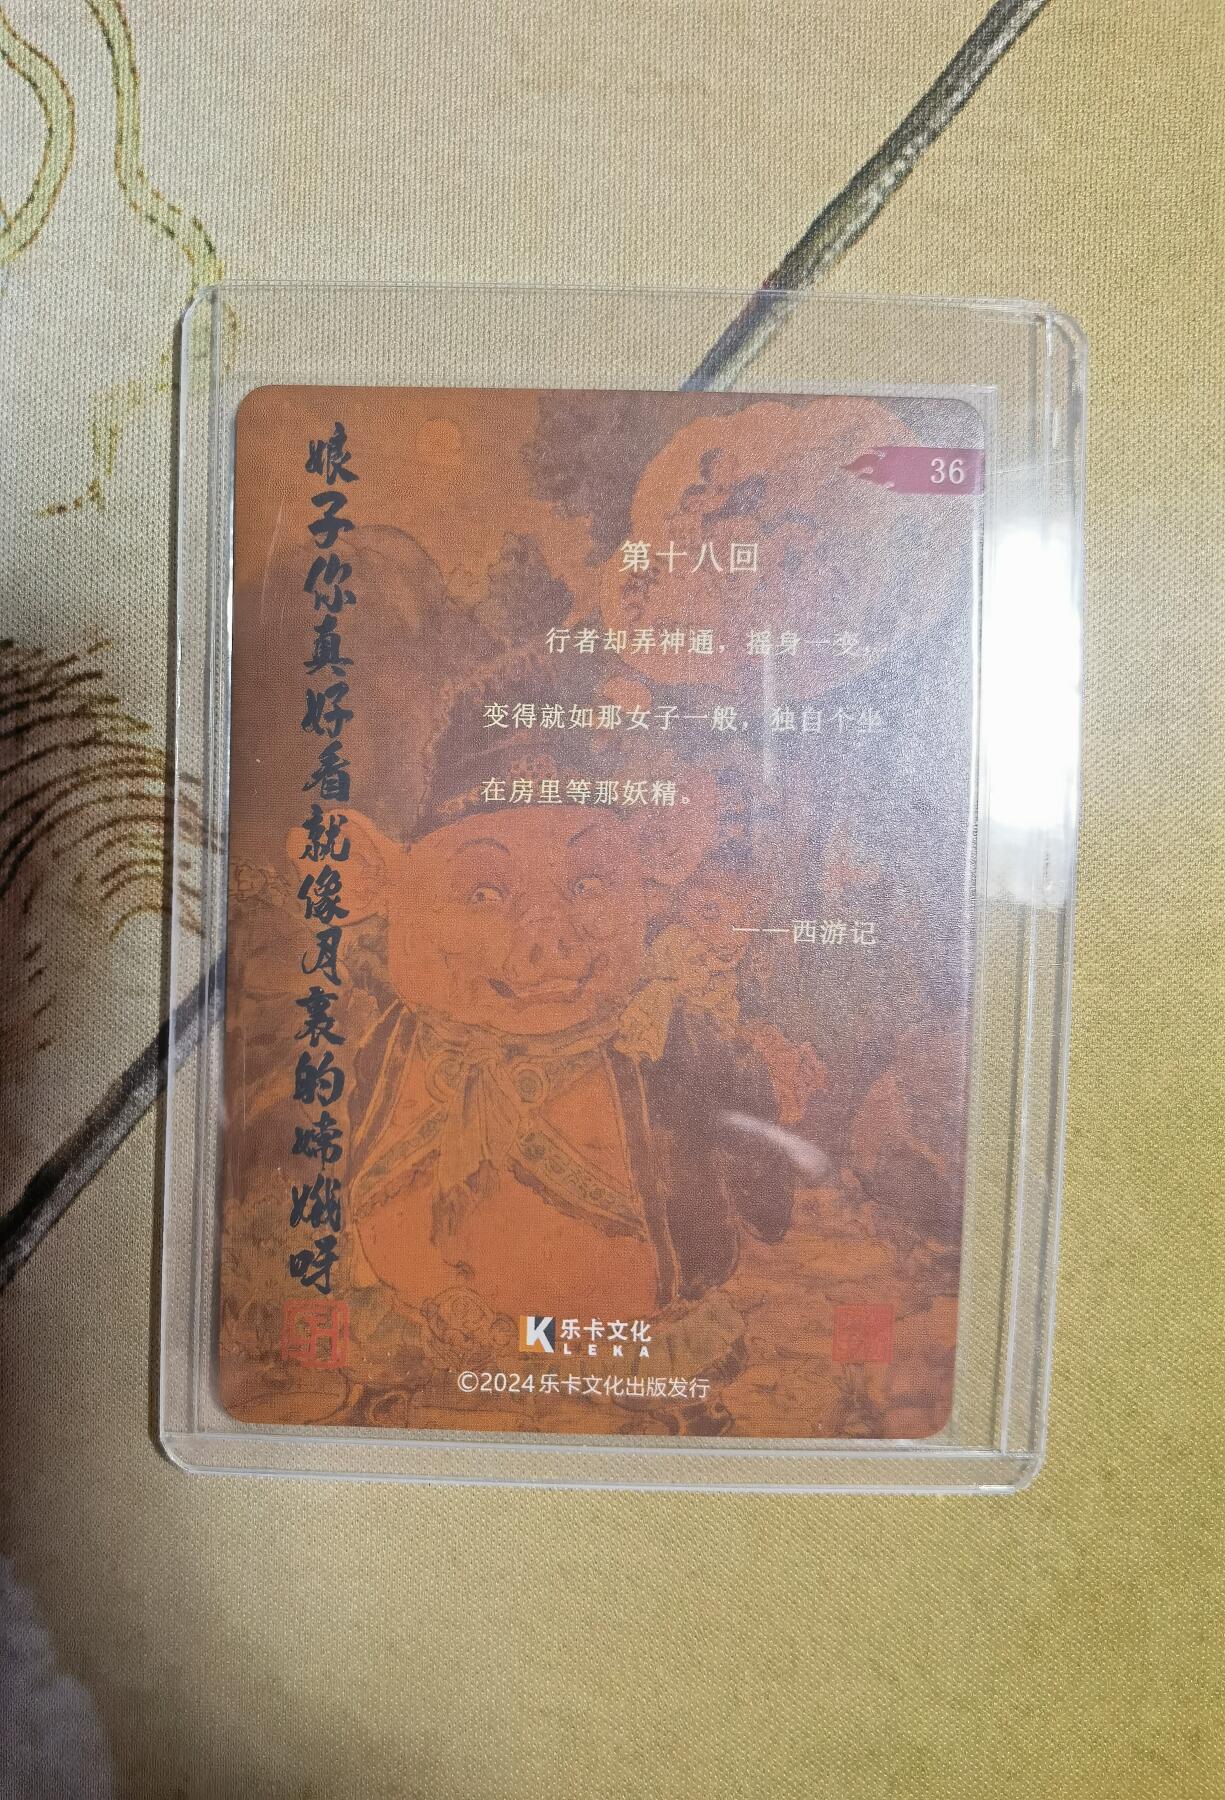 娘子你真好看就像月裏的嫦娥呀
36
第十八回
行者却弄神通，摇身一变，
变得就如那女子一般，独自个坐
在房里等那妖精。
——西游记
K 乐卡文化
LEKA
©2024乐卡文化出版发行